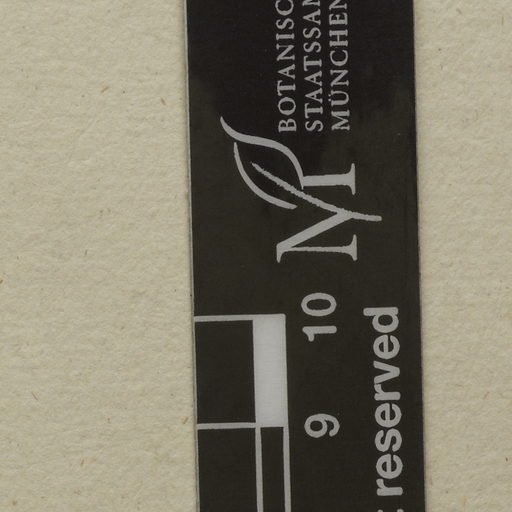 BOTANISC
STAATSSAM
MÜNCHEN
9 10
reserved